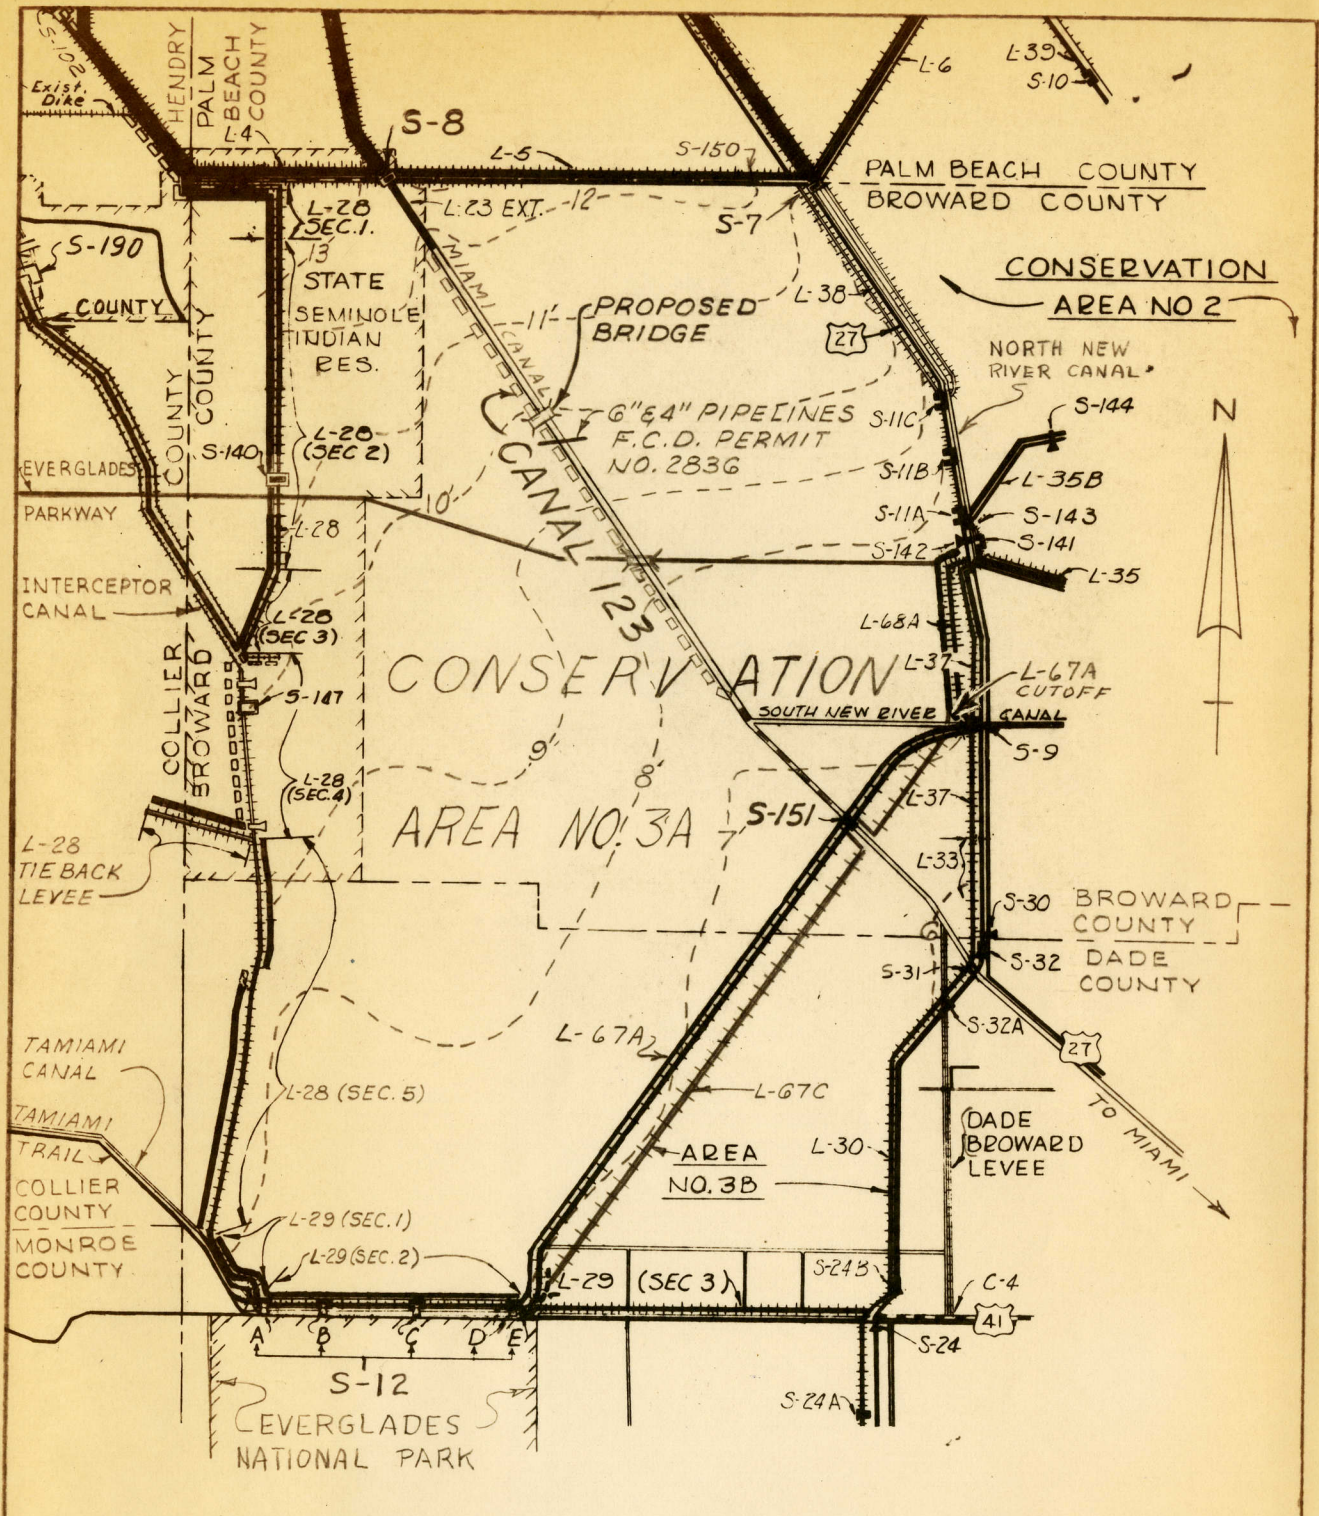 CS-102
Exist.
Dike
HENDRY
PALM
BEACH
COUNTY
L-4
S-8
L-5
S-150
L-6
L-39
S-10
PALM BEACH COUNTY
BROWARD COUNTY
L-28
SEC.1.
L-23 EXT.
12
S-7
13
S-190
COUNTY
STATE
SEMINOLE
INDIAN
RES.
MIAMI
CANAL
11'
PROPOSED
BRIDGE
L-38
27
CONSERVATION
AREA NO 2
NORTH NEW
RIVER CANAL
COUNTY
COUNTY
6" & 4" PIPELINES
F.C.D. PERMIT
NO. 2836
S-11C
S-144
N
S-140
L-28
(SEC 2)
EVERGLADES
PARKWAY
10'
CANAL 123
S-11B
L-35B
S-11A
S-143
L-28
S-142
S-141
L-35
INTERCEPTOR
CANAL
L-28
(SEC 3)
L-68A
COLLIER
BROWARD
CONSERVATION
L-37
L-67A
CUTOFF
S-147
SOUTH NEW RIVER CANAL
S-9
9'
8'
L-28
(SEC.4)
L-37
AREA NO. 3A
7
S-151
L-28
TIE BACK
LEVEE
L-33
S-30
BROWARD
COUNTY
6
DADE
COUNTY
S-31
S-32
S-32A
TAMIAMI
CANAL
L-67A
27
L-28 (SEC. 5)
L-67C
TO MIAMI
TAMIAMI
TRAIL
DADE
BROWARD
LEVEE
L-30
AREA
NO. 3B
COLLIER
COUNTY
MONROE
COUNTY
L-29 (SEC. 1)
L-29 (SEC. 2)
L-29 (SEC 3)
S-24B
C-4
41
A B C D E
S-24
S-12
S-24A
EVERGLADES
NATIONAL PARK